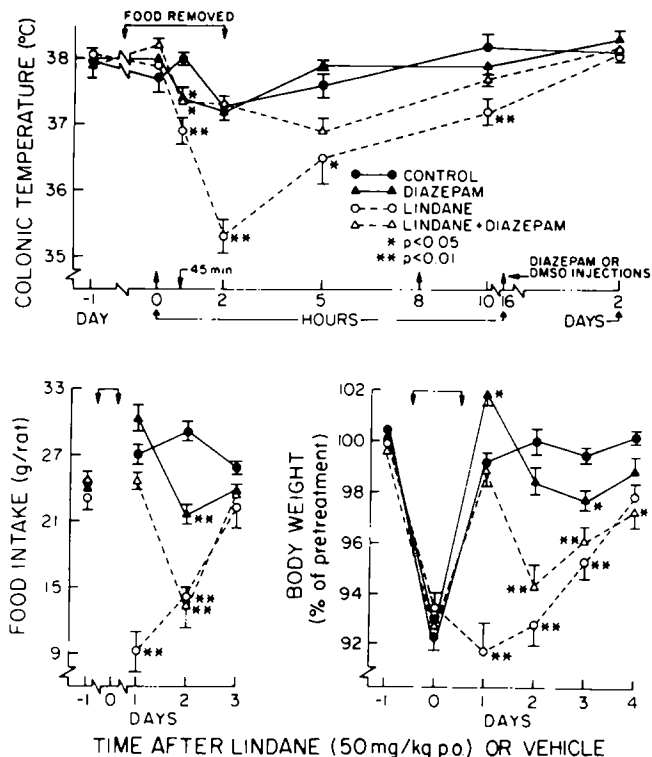 FOOD REMOVED
COLONIC TEMPERATURE (°C)
38
37
36
35
*
*
**
**
*
**
CONTROL
DIAZEPAM
LINDANE
LINDANE+DIAZEPAM
* p<0.05
** p<0.01
45 min
DIAZEPAM OR
DMSO INJECTIONS
-1 0 2 5 8 10 16 2
DAY HOURS DAYS
FOOD INTAKE (g/rat)
33
27
21
15
9
**
**
**
**
-1 0 1 2 3
DAYS
BODY WEIGHT
(% of pretreatment)
102
100
98
96
94
92
*
*
**
**
**
*
**
**
-1 0 1 2 3 4
DAYS
TIME AFTER LINDANE (50 mg/kg p.o.) OR VEHICLE